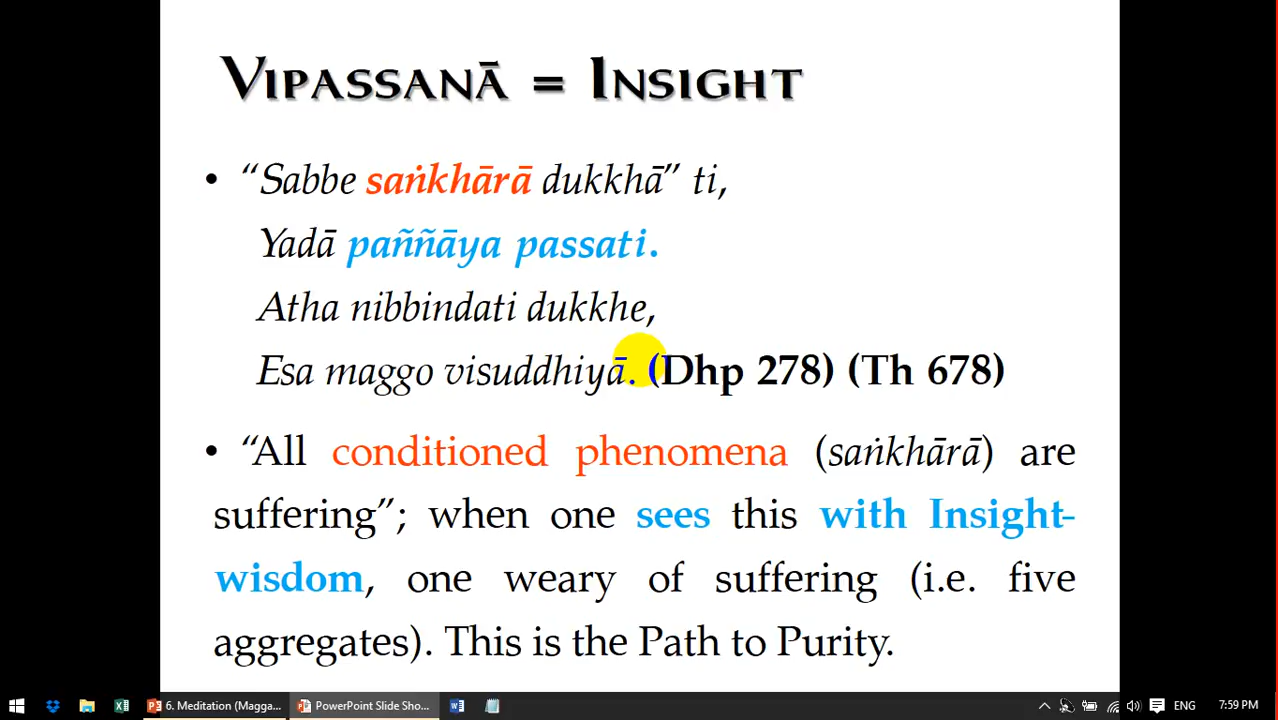 VIPASSANĀ = INSIGHT
• “Sabbe saṅkhārā dukkhā” ti,
Yadā paññāya passati.
Atha nibbindati dukkhe,
Esa maggo visuddhiyā. (Dhp 278) (Th 678)
• “All conditioned phenomena (saṅkhārā) are
suffering”; when one sees this with Insight-
wisdom, one weary of suffering (i.e. five
aggregates). This is the Path to Purity.
6. Meditation (Magga... PowerPoint Slide Sho... ENG 7:59 PM